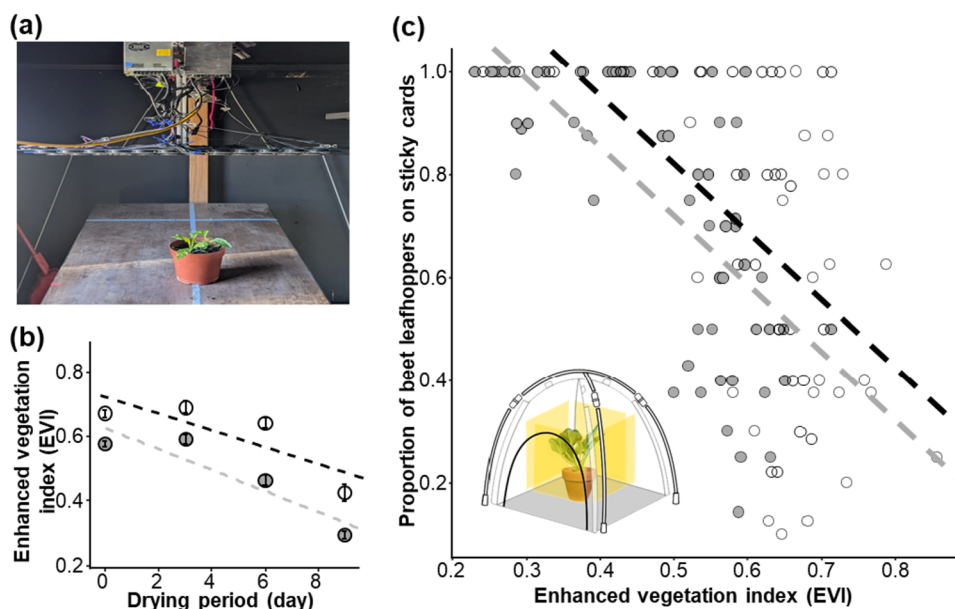 (a)
(b)
Enhanced vegetation
index (EVI)
0.8
0.6
0.4
0.2
0
2
4
6
8
Drying period (day)
(c)
Proportion of beet leafhoppers on sticky cards
1.0
0.8
0.6
0.4
0.2
0.2
0.3
0.4
0.5
0.6
0.7
0.8
Enhanced vegetation index (EVI)